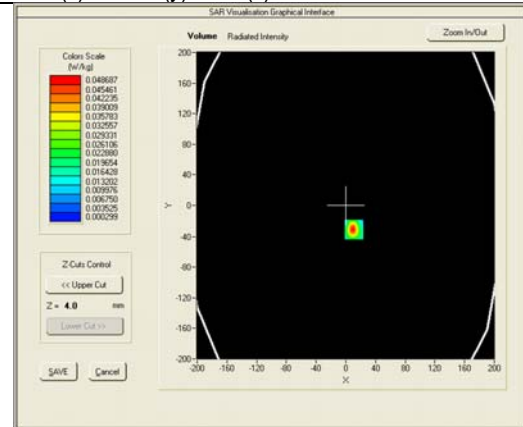 SAR Visualisation Graphical Interface
Volume Radiated Intensity
Zoom In/Out
Colors Scale
(W/kg)
0.048687
0.045461
0.042235
0.039009
0.035783
0.032557
0.029331
0.026106
0.022880
0.019654
0.016428
0.013202
0.009976
0.006750
0.003525
0.000299
200-
160-
120-
80-
40-
0-
-40-
-80-
-120-
-160-
-200-
Y
-200 -160 -120 -80 -40 0 40 80 120 160 200
X
Z-Cuts Control
<< Upper Cut
Z = 4.0 mm
Lower Cut >>
SAVE
Cancel